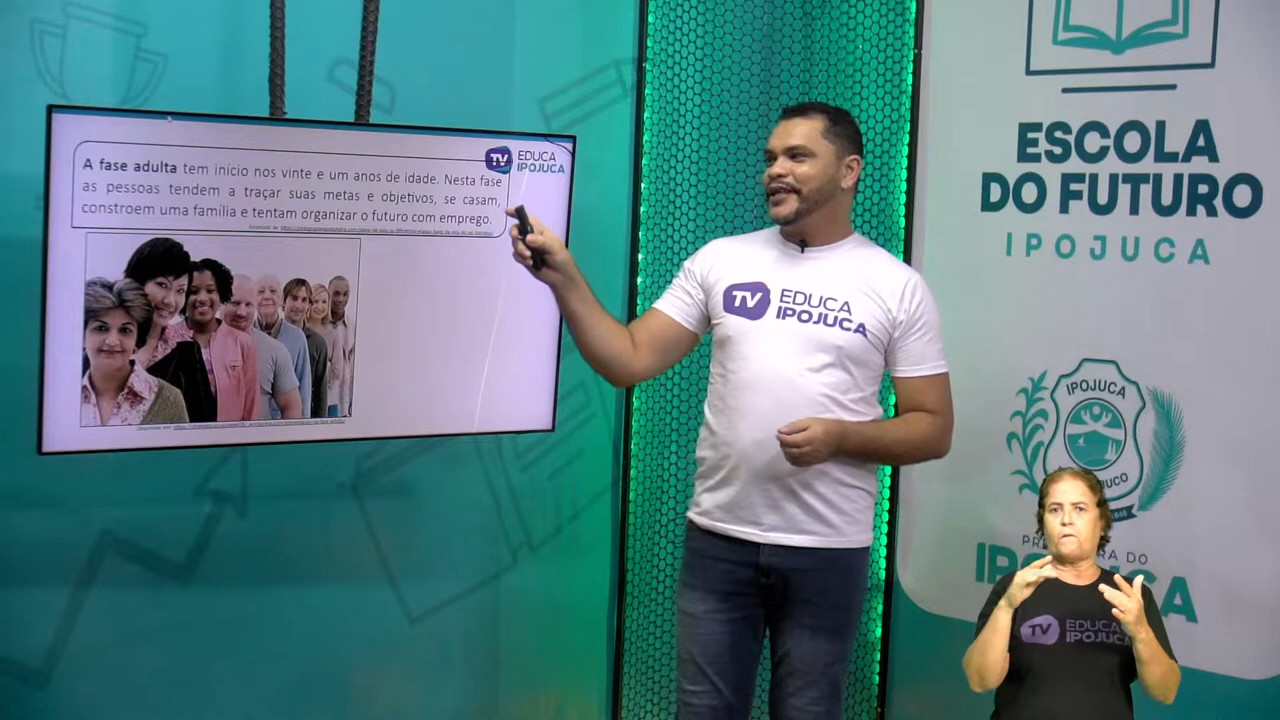 A fase adulta tem início nos vinte e um anos de idade. Nesta fase
as pessoas tendem a traçar suas metas e objetivos, se casam,
constroem uma família e tentam organizar o futuro com emprego.
TV EDUCA
IPOJUCA
TV EDUCA
IPOJUCA
ESCOLA
DO FUTURO
IPOJUCA
IPOJUCA
TV EDUCA
IPOJUCA